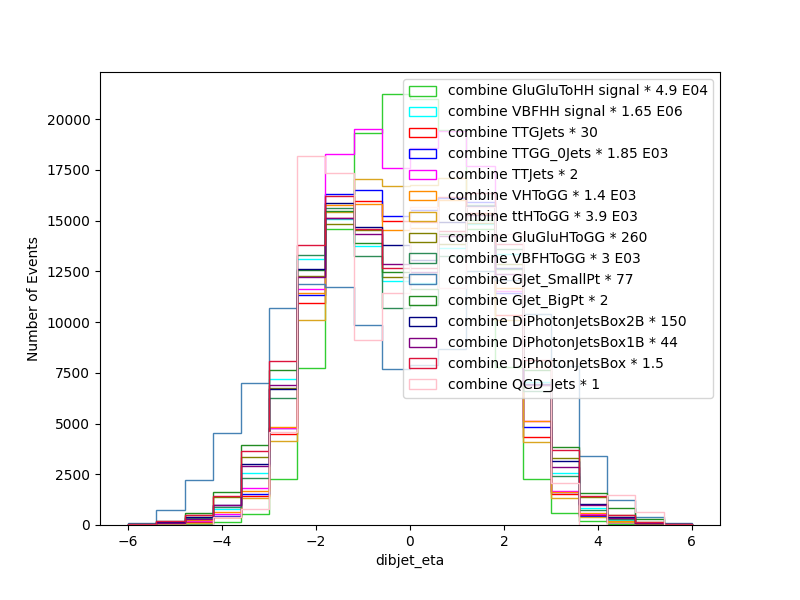 20000
17500
15000
12500
10000
7500
5000
2500
0
Number of Events
−6
−4
−2
0
2
4
6
dibjet_eta
combine GluGluToHH signal * 4.9 E04
combine VBFHH signal * 1.65 E06
combine TTGJets * 30
combine TTGG_0Jets * 1.85 E03
combine TTJets * 2
combine VHToGG * 1.4 E03
combine ttHToGG * 3.9 E03
combine GluGluHToGG * 260
combine VBFHToGG * 3 E03
combine GJet_SmallPt * 77
combine GJet_BigPt * 2
combine DiPhotonJetsBox2B * 150
combine DiPhotonJetsBox1B * 44
combine DiPhotonJetsBox * 1.5
combine QCD_Jets * 1